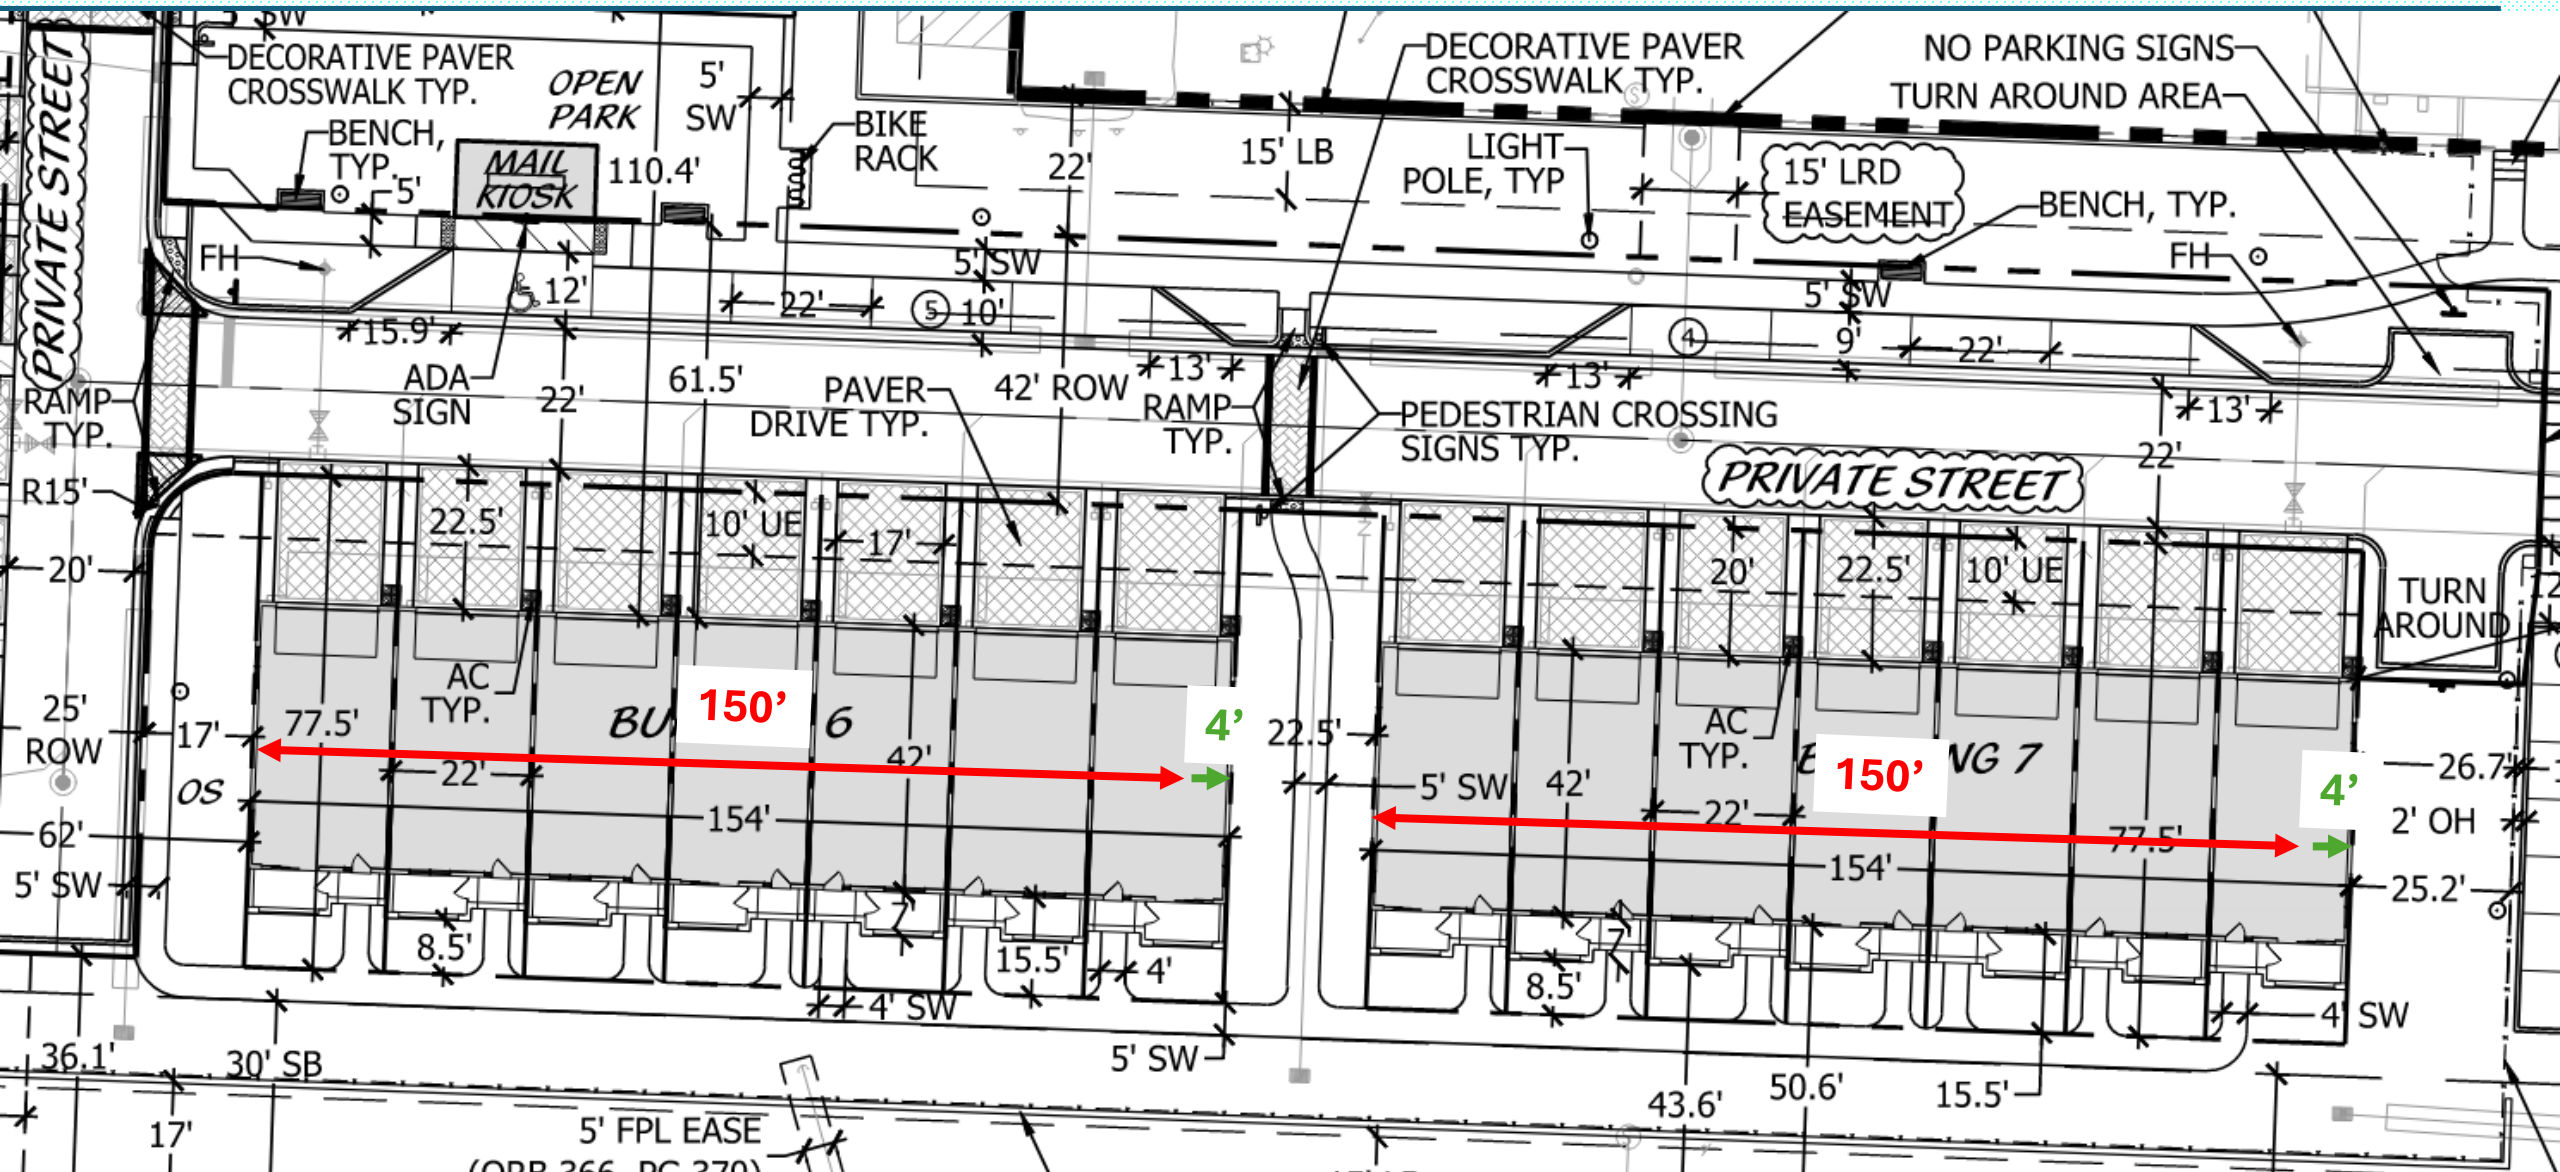 5' SW
DECORATIVE PAVER
CROSSWALK TYP.
OPEN
PARK
5'
SW
DECORATIVE PAVER
CROSSWALK TYP.
NO PARKING SIGNS
TURN AROUND AREA
PRIVATE STREET
BENCH,
TYP.
MAIL
KIOSK
110.4'
BIKE
RACK
22'
15' LB
LIGHT
POLE, TYP
15' LRD
EASEMENT
BENCH, TYP.
5'
FH
12'
22'
5' SW
5
10'
5' SW
4
9'
22'
FH
15.9'
ADA
SIGN
22'
61.5'
PAVER
DRIVE TYP.
42' ROW
13'
RAMP
TYP.
13'
PEDESTRIAN CROSSING
SIGNS TYP.
13'
22'
PRIVATE STREET
RAMP
TYP.
R15'
20'
22.5'
10' UE
17'
20'
22.5'
10' UE
TURN
AROUND
25'
ROW
17'
OS
77.5'
AC
TYP.
BU
150'
6
4'
22.5'
22'
42'
154'
5' SW
42'
AC
TYP.
150'
NG 7
4'
22'
154'
77.5'
26.7'
2' OH
25.2'
62'
5' SW
8.5'
7'
15.5'
4'
4' SW
8.5'
7'
4' SW
36.1'
30' SB
5' SW
43.6'
50.6'
15.5'
17'
5' FPL EASE
(ORB 366, PG 370)